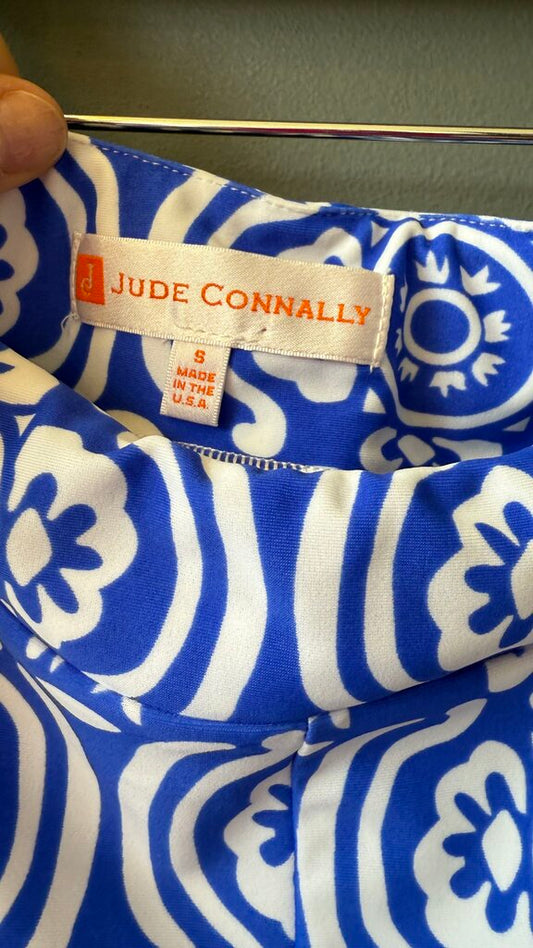 JUDE CONNALLY
S
MADE
IN THE
U.S.A.